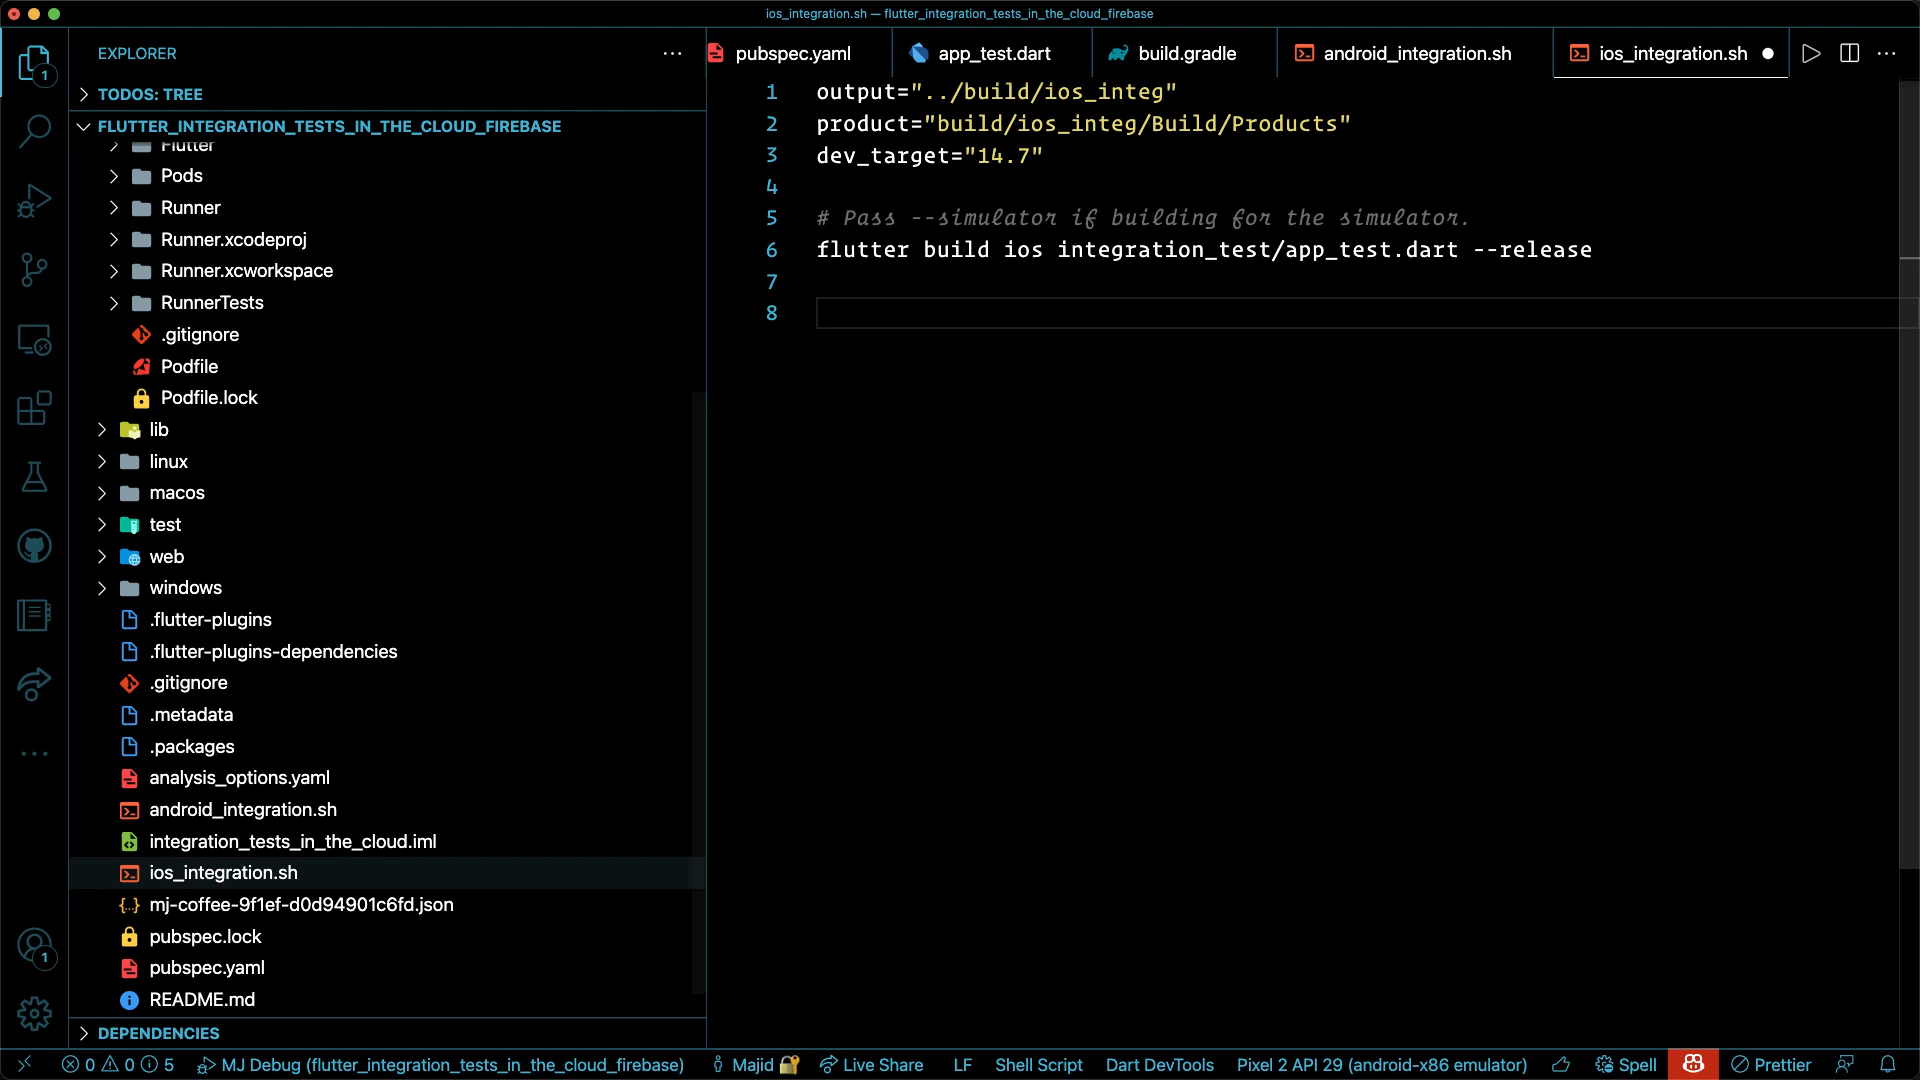 ios_integration.sh — flutter_integration_tests_in_the_cloud_firebase
EXPLORER
TODOS: TREE
FLUTTER_INTEGRATION_TESTS_IN_THE_CLOUD_FIREBASE
Flutter
Pods
Runner
Runner.xcodeproj
Runner.xcworkspace
RunnerTests
.gitignore
Podfile
Podfile.lock
lib
linux
macos
test
web
windows
.flutter-plugins
.flutter-plugins-dependencies
.gitignore
.metadata
.packages
analysis_options.yaml
android_integration.sh
integration_tests_in_the_cloud.iml
ios_integration.sh
mj-coffee-9f1ef-d0d94901c6fd.json
pubspec.lock
pubspec.yaml
README.md
DEPENDENCIES
1
1
pubspec.yaml app_test.dart build.gradle android_integration.sh ios_integration.sh
1 output="../build/ios_integ"
2 product="build/ios_integ/Build/Products"
3 dev_target="14.7"
4
5 # Pass --simulator if building for the simulator.
6 flutter build ios integration_test/app_test.dart --release
7
8
0 0 5 MJ Debug (flutter_integration_tests_in_the_cloud_firebase) Majid Live Share LF Shell Script Dart DevTools Pixel 2 API 29 (android-x86 emulator) Spell Prettier